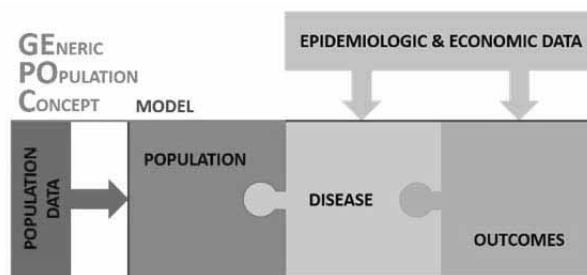 GENERIC
POPULATION
CONCEPT
MODEL
EPIDEMIOLOGIC & ECONOMIC DATA
POPULATION
DATA
POPULATION
DISEASE
OUTCOMES